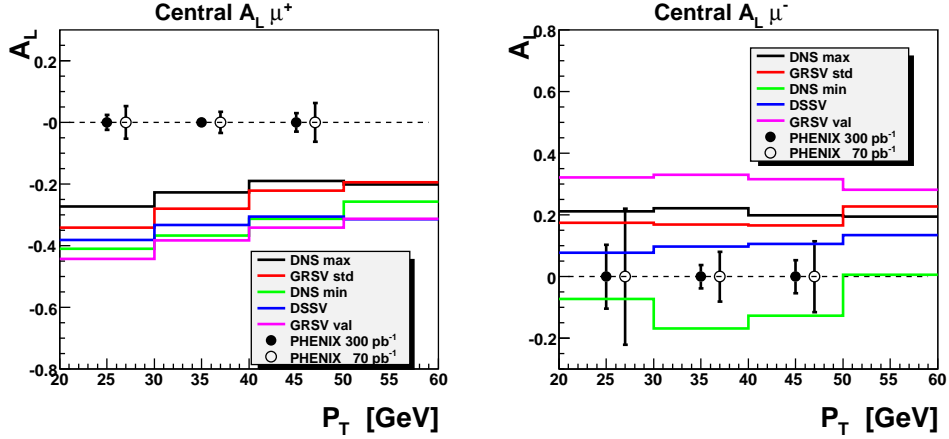 Central A_L μ⁺
A_L
0.2
-0
-0.2
-0.4
-0.6
-0.8
20 25 30 35 40 45 50 55 60
P_T [GeV]
DNS max
GRSV std
DNS min
DSSV
GRSV val
PHENIX 300 pb⁻¹
PHENIX 70 pb⁻¹
Central A_L μ⁻
A_L
0.8
0.6
0.4
0.2
0
-0.2
20 25 30 35 40 45 50 55 60
P_T [GeV]
DNS max
GRSV std
DNS min
DSSV
GRSV val
PHENIX 300 pb⁻¹
PHENIX 70 pb⁻¹